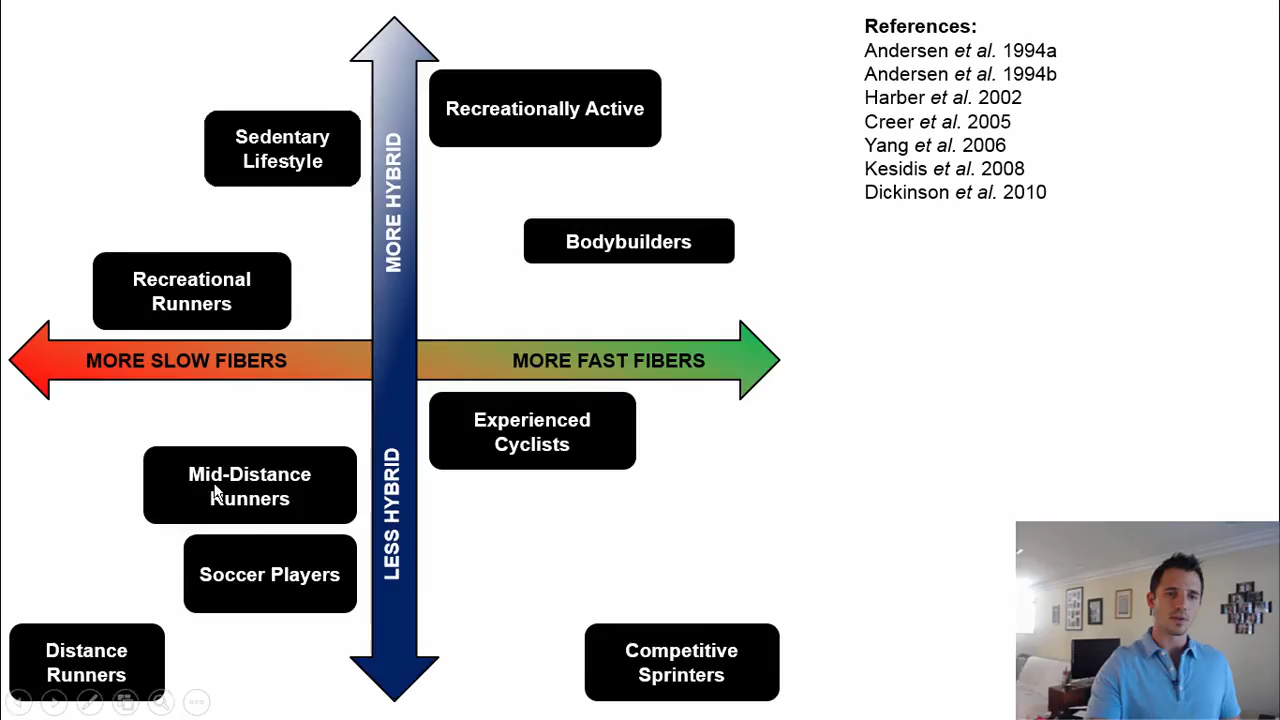 References:
Andersen et al. 1994a
Andersen et al. 1994b
Harber et al. 2002
Creer et al. 2005
Yang et al. 2006
Kesidis et al. 2008
Dickinson et al. 2010
Recreationally Active
Sedentary
Lifestyle
MORE HYBRID
Bodybuilders
Recreational
Runners
MORE SLOW FIBERS
MORE FAST FIBERS
Experienced
Cyclists
Mid-Distance
Runners
LESS HYBRID
Soccer Players
Distance
Runners
Competitive
Sprinters